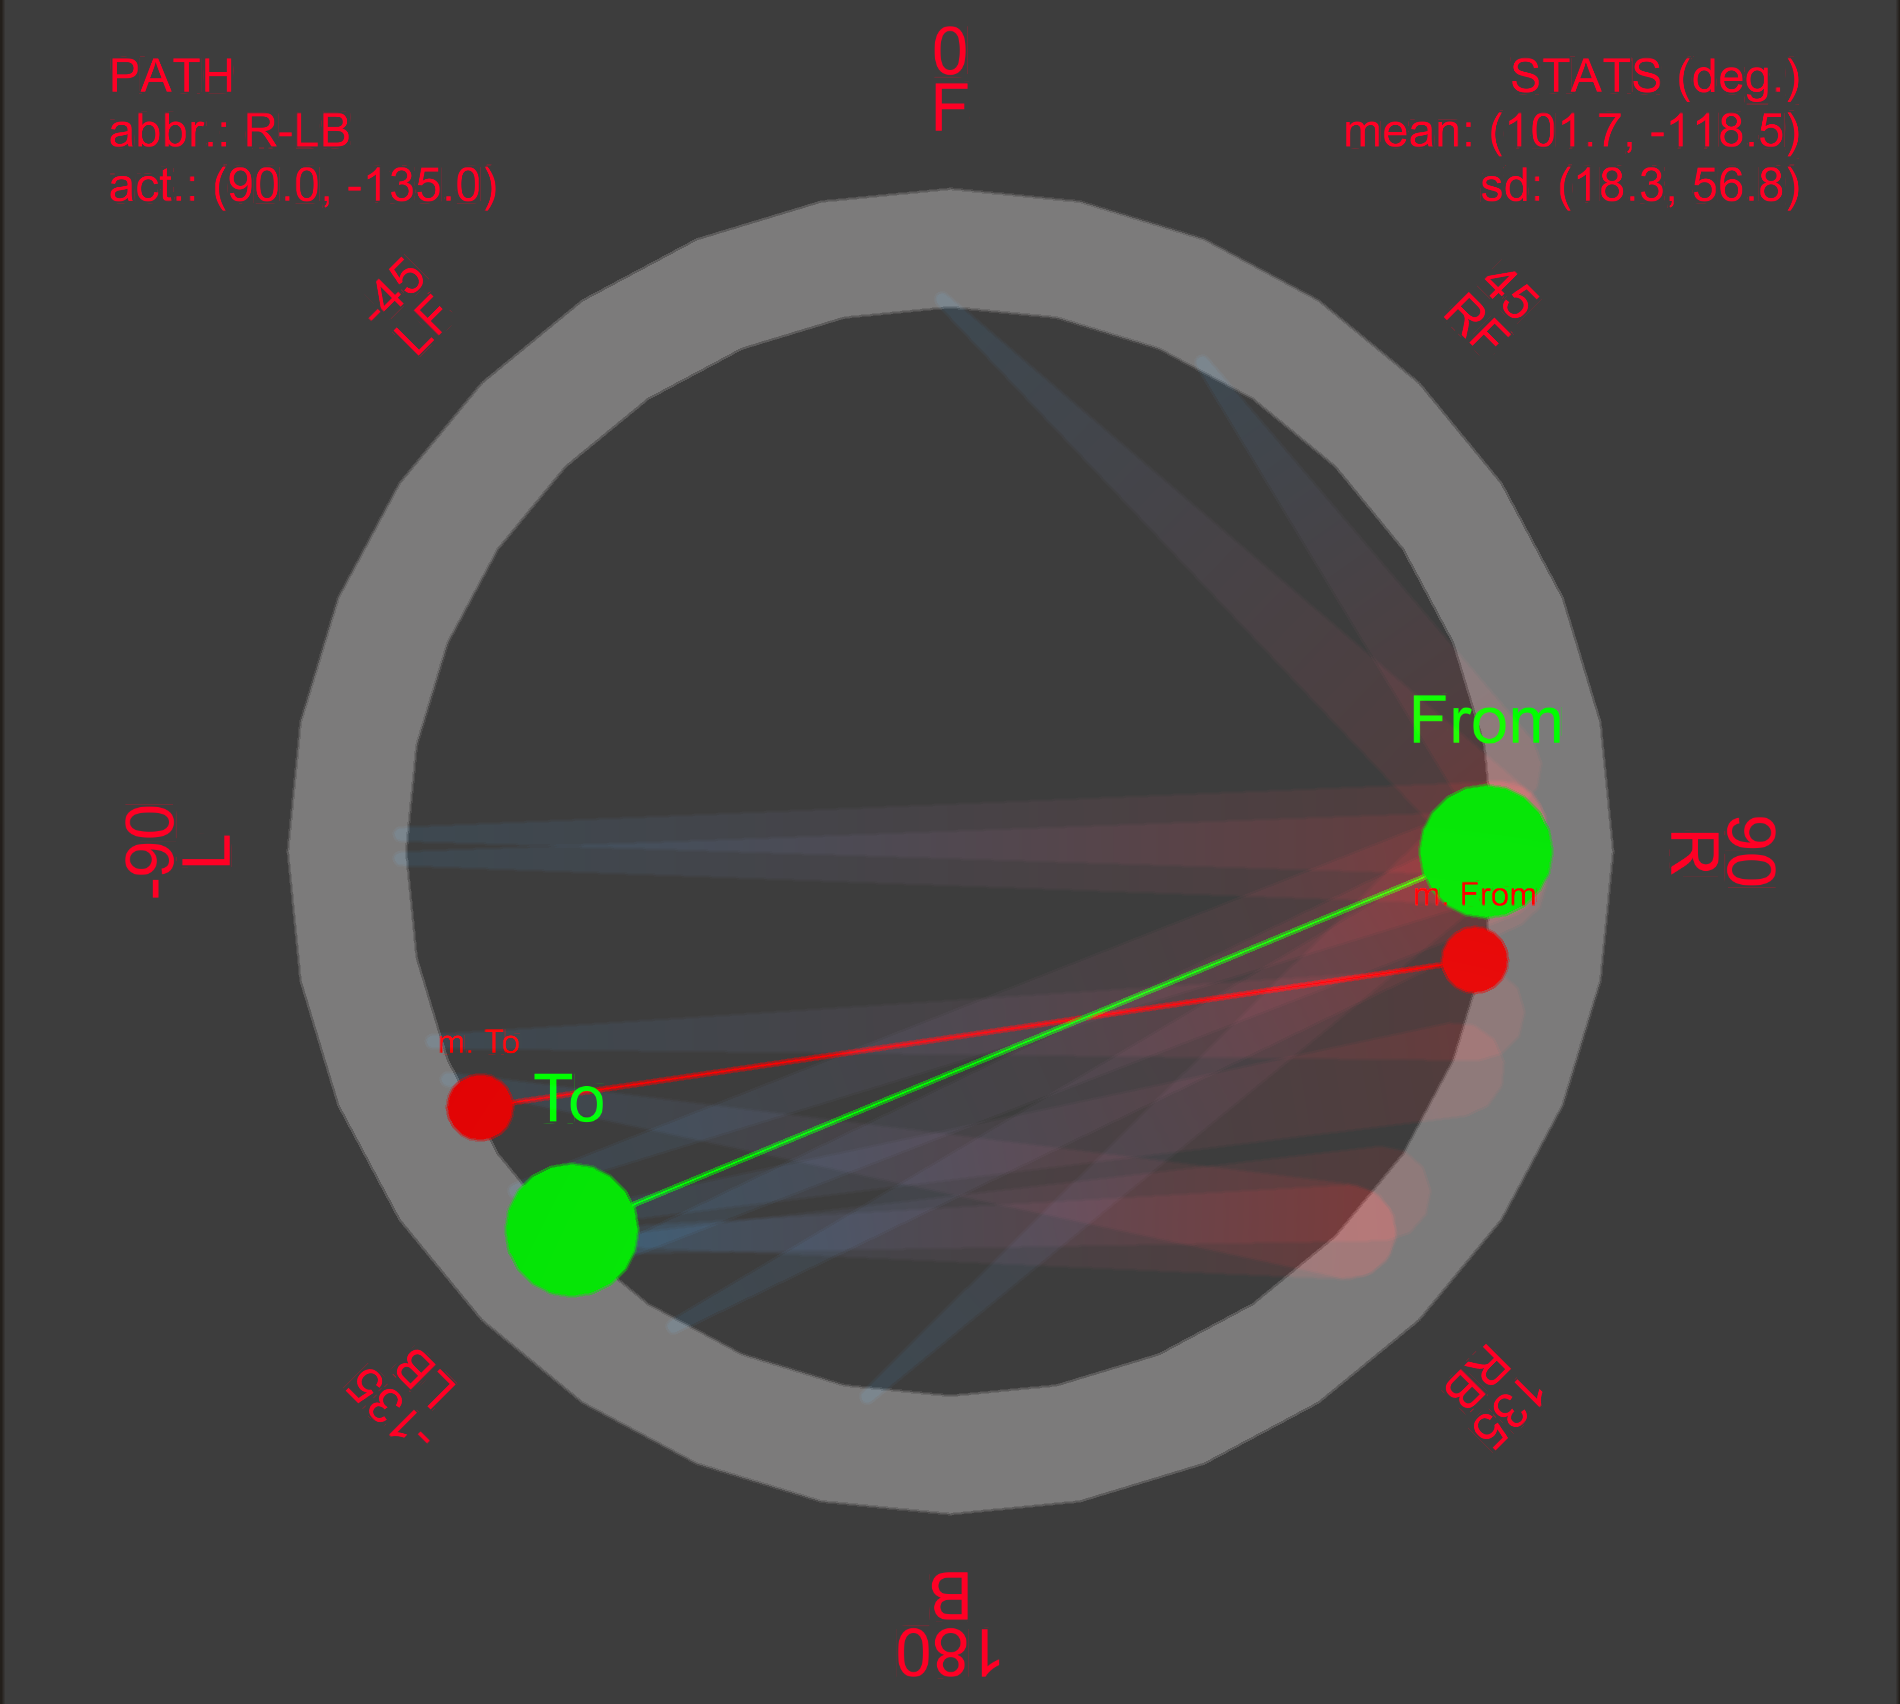 0
F
PATH
abbr.: R-LB
act.: (90.0, -135.0)
STATS (deg.)
mean: (101.7, -118.5)
sd: (18.3, 56.8)
-45
LF
45
RF
From
-90
L
90
R
m. From
m. To
To
-135
LB
135
RB
B
180